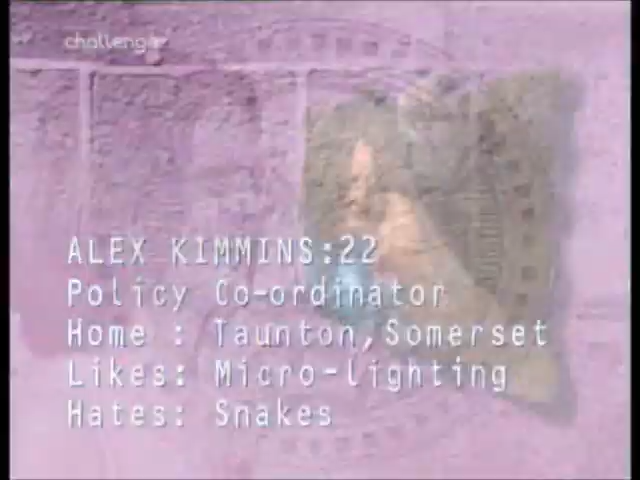 challenge
ALEX KIMMINS:22
Policy Co-ordinator
Home : Taunton,Somerset
Likes: Micro-lighting
Hates: Snakes